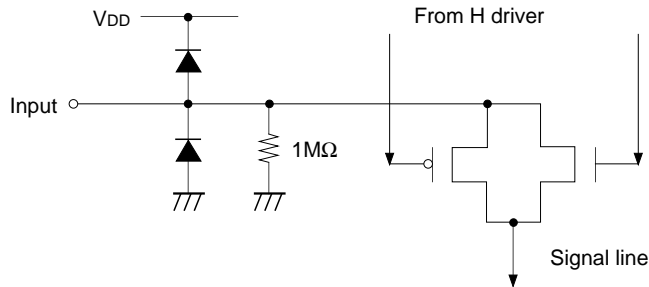 VDD
From H driver
Input
1MΩ
Signal line